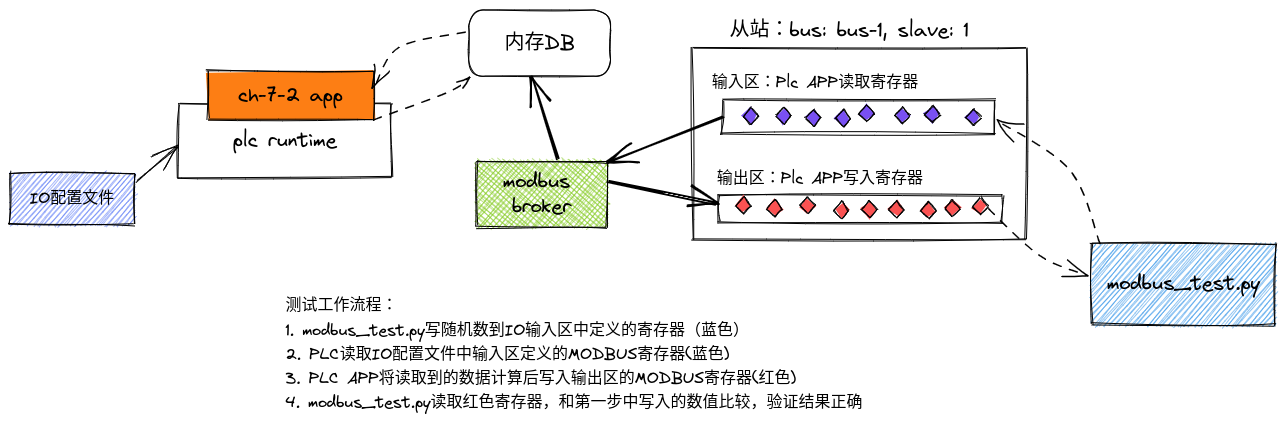 从站：bus: bus-1, slave: 1
内存DB
输入区：Plc APP读取寄存器
ch-7-2 app
plc runtime
IO配置文件
modbus
broker
输出区：Plc APP写入寄存器
modbus_test.py
测试工作流程：
1. modbus_test.py写随机数到IO输入区中定义的寄存器（蓝色）
2. PLC读取IO配置文件中输入区定义的MODBUS寄存器(蓝色)
3. PLC APP将读取到的数据计算后写入输出区的MODBUS寄存器(红色)
4. modbus_test.py读取红色寄存器，和第一步中写入的数值比较，验证结果正确